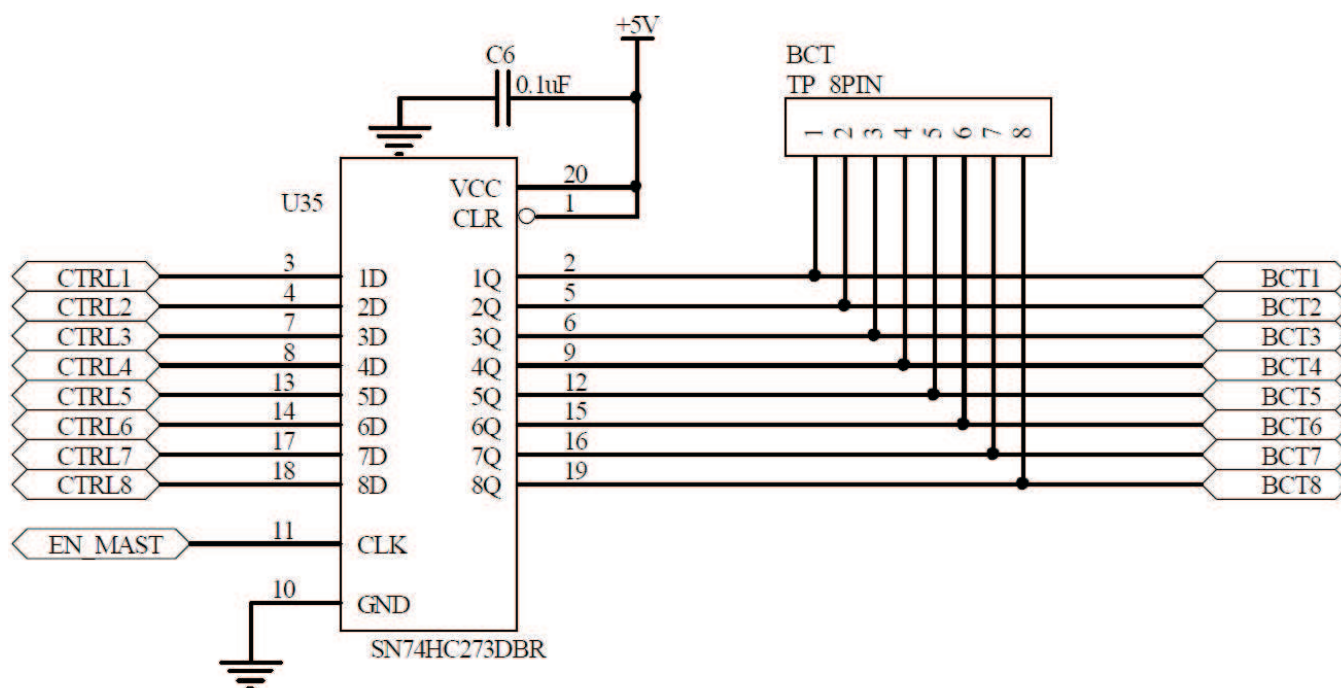 +5V
C6
0.1uF
BCT
TP 8PIN
1 2 3 4 5 6 7 8
U35
VCC 20
CLR 1
CTRL1 3 1D 1Q 2 BCT1
CTRL2 4 2D 2Q 5 BCT2
CTRL3 7 3D 3Q 6 BCT3
CTRL4 8 4D 4Q 9 BCT4
CTRL5 13 5D 5Q 12 BCT5
CTRL6 14 6D 6Q 15 BCT6
CTRL7 17 7D 7Q 16 BCT7
CTRL8 18 8D 8Q 19 BCT8
EN_MAST 11 CLK
10 GND
SN74HC273DBR